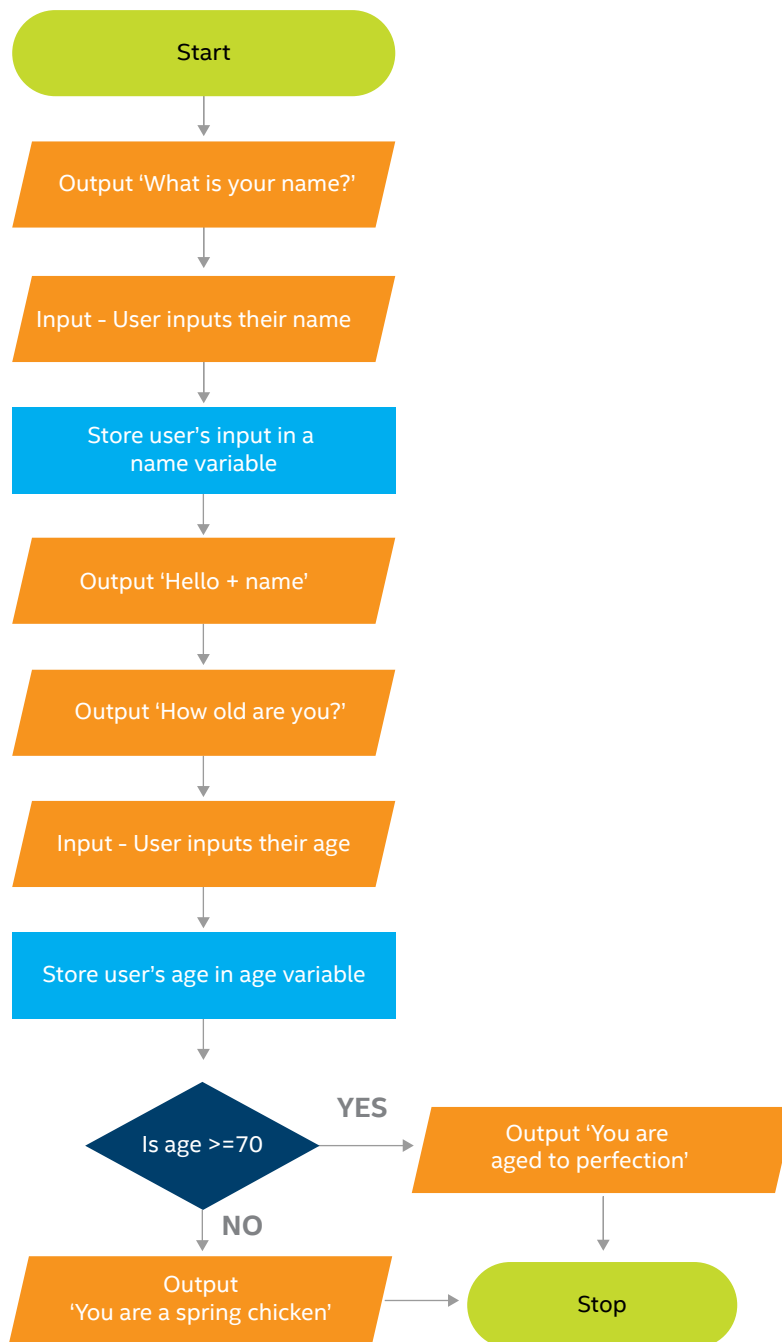 Start
Output ‘What is your name?’
Input - User inputs their name
Store user’s input in a
name variable
Output ‘Hello + name’
Output ‘How old are you?’
Input - User inputs their age
Store user’s age in age variable
Is age >=70
YES
Output ‘You are
aged to perfection’
NO
Output
‘You are a spring chicken’
Stop